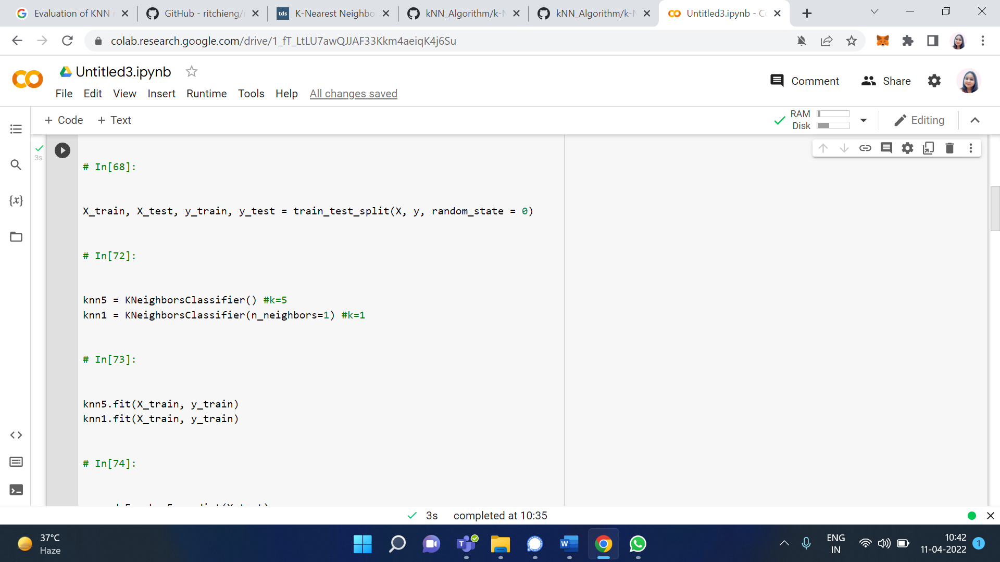 Evaluation of KNN
GitHub - ritchieng/
tds K-Nearest Neighbo
kNN_Algorithm/k-N
kNN_Algorithm/k-N
Untitled3.ipynb - Co
colab.research.google.com/drive/1_fT_LtLU7awQJJAF33Kkm4aeiqK4j6Su
Untitled3.ipynb
Comment
Share
File Edit View Insert Runtime Tools Help All changes saved
+ Code + Text
RAM
Disk
Editing
3s
# In[68]:
X_train, X_test, y_train, y_test = train_test_split(X, y, random_state = 0)
# In[72]:
knn5 = KNeighborsClassifier() #k=5
knn1 = KNeighborsClassifier(n_neighbors=1) #k=1
# In[73]:
knn5.fit(X_train, y_train)
knn1.fit(X_train, y_train)
# In[74]:
{x}
3s completed at 10:35
37°C
Haze
ENG
IN
10:42
11-04-2022
1